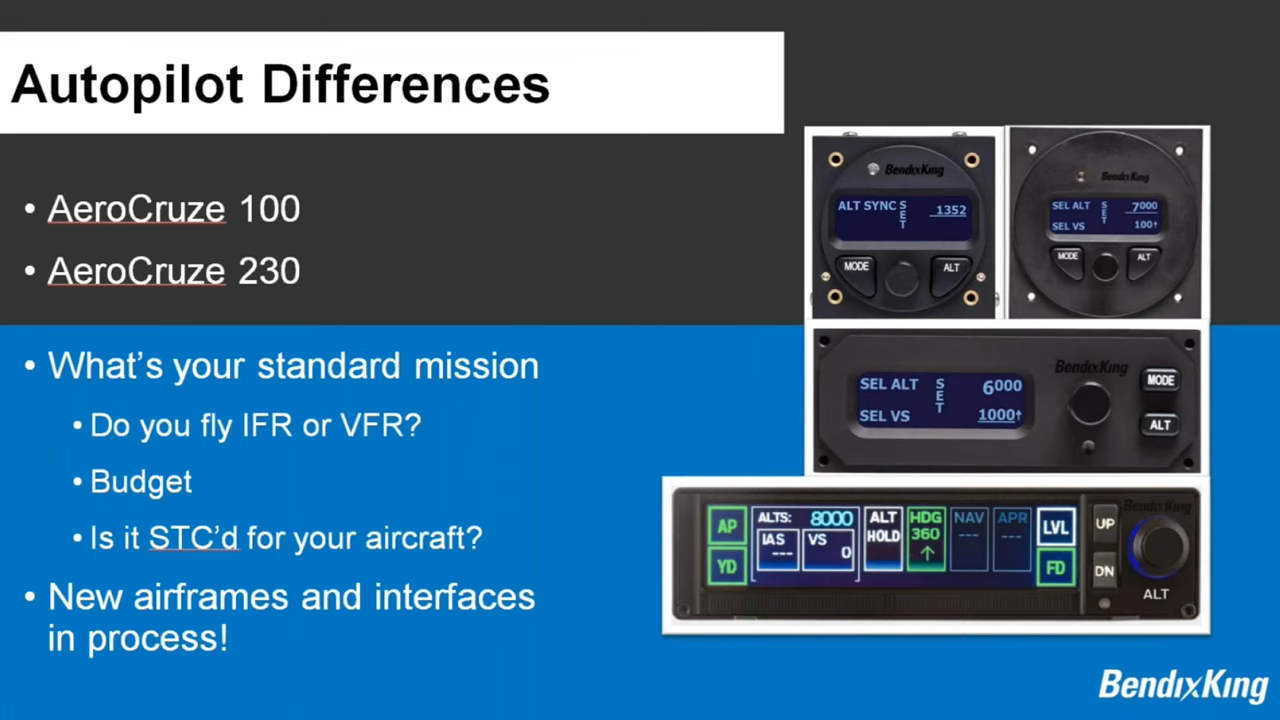 Autopilot Differences
• AeroCruze 100
• AeroCruze 230
• What's your standard mission
• Do you fly IFR or VFR?
• Budget
• Is it STC'd for your aircraft?
• New airframes and interfaces
in process!
BendixKing
ALT SYNC SET 1352
MODE ALT
BendixKing
SEL ALT SET 7000
SEL VS 100↑
MODE ALT
BendixKing
SEL ALT SET 6000
SEL VS 1000↑
MODE
ALT
BendixKing
AP ALTS: 8000 ALT HDG NAV APR LVL UP
IAS VS HOLD 360 --- ---
--- 0 ↑
YD FD DN
ALT
BendixKing